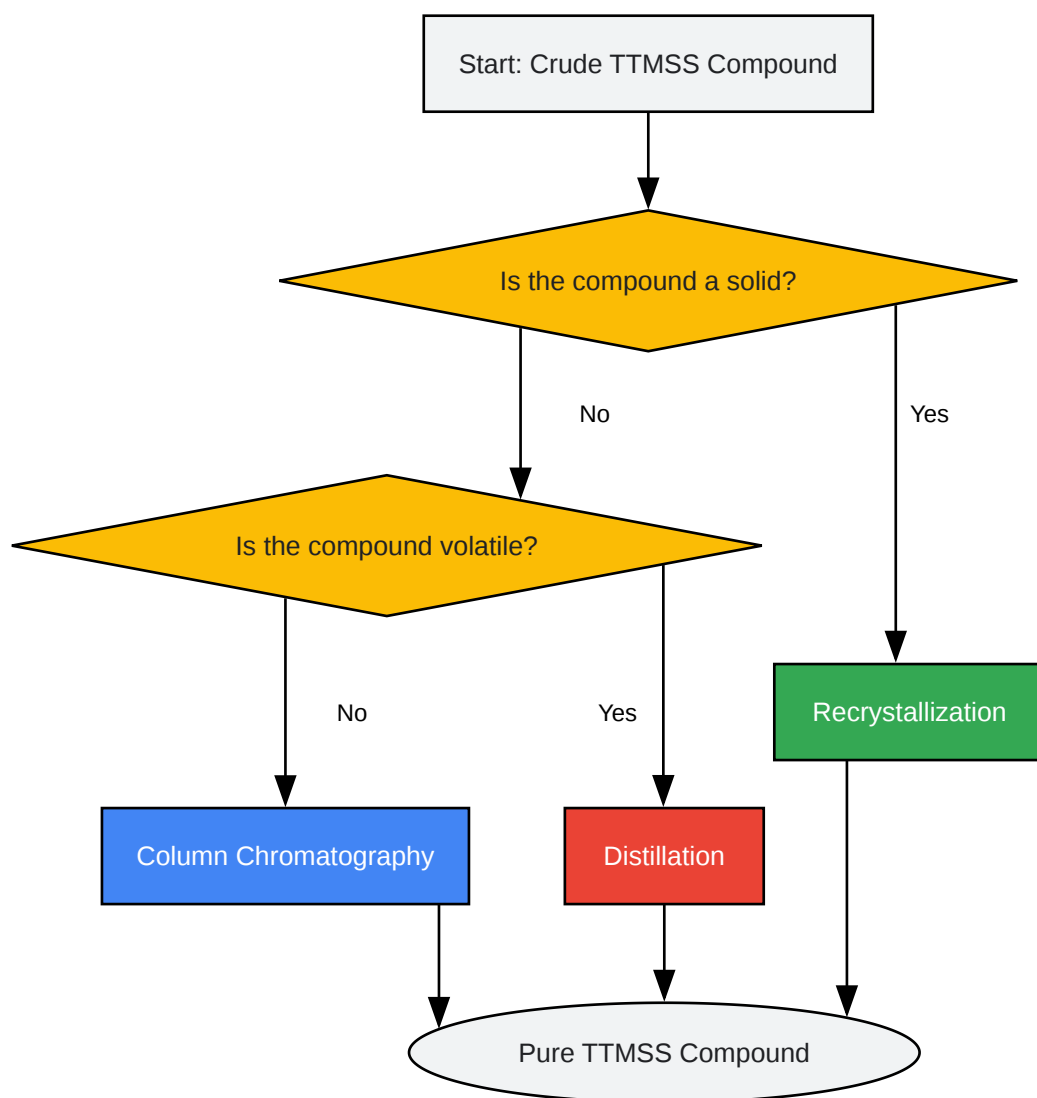 Start: Crude TTMSS Compound
Is the compound a solid?
No
Yes
Is the compound volatile?
No
Yes
Recrystallization
Column Chromatography
Distillation
Pure TTMSS Compound